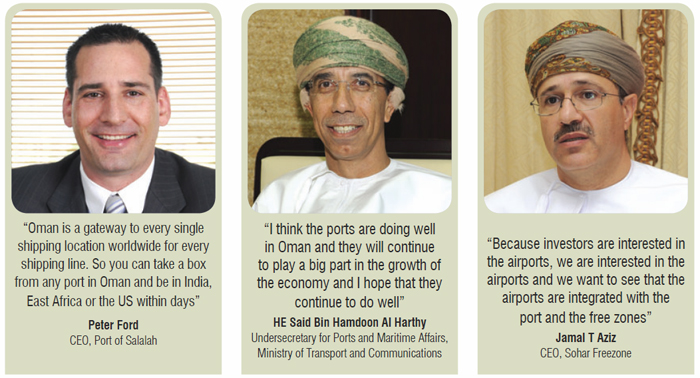 “Oman is a gateway to every single
shipping location worldwide for every
shipping line. So you can take a box
from any port in Oman and be in India,
East Africa or the US within days”
Peter Ford
CEO, Port of Salalah
“I think the ports are doing well
in Oman and they will continue
to play a big part in the growth of
the economy and I hope that they
continue to do well”
HE Said Bin Hamdoon Al Harthy
Undersecretary for Ports and Maritime Affairs,
Ministry of Transport and Communications
“Because investors are interested in
the airports, we are interested in the
airports and we want to see that the
airports are integrated with the
port and the free zones”
Jamal T Aziz
CEO, Sohar Freezone